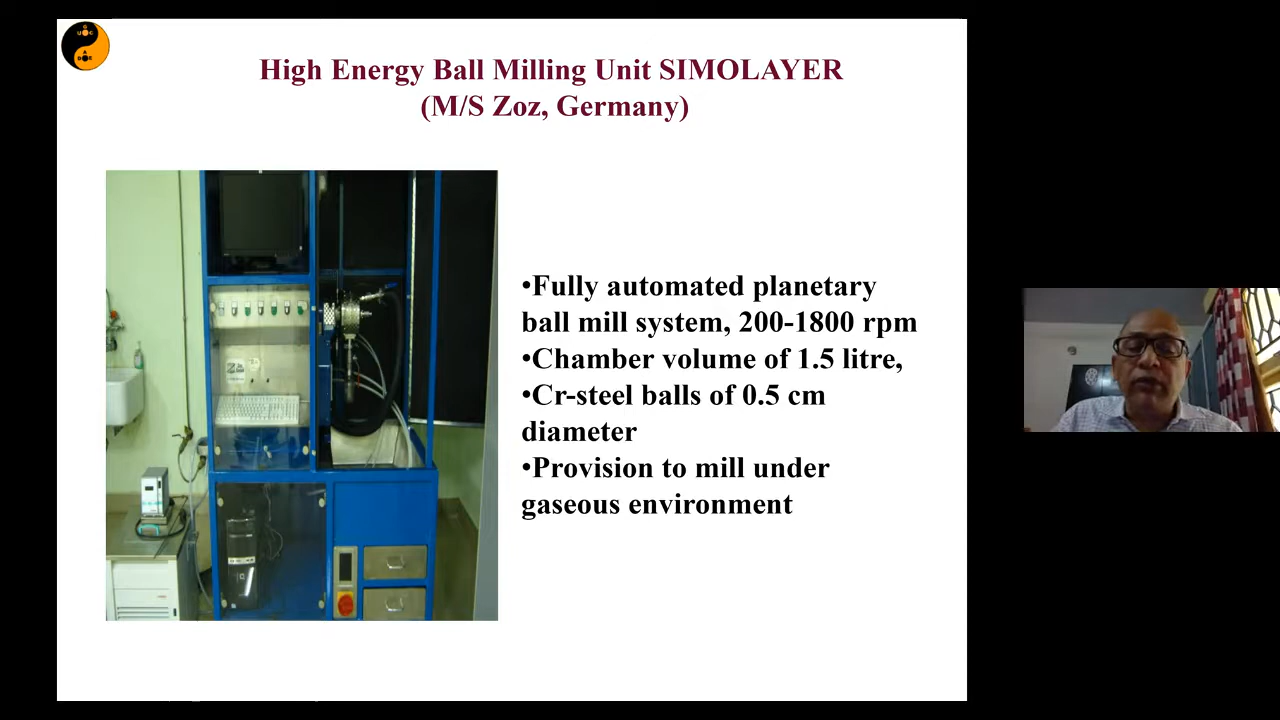 High Energy Ball Milling Unit SIMOLAYER
(M/S Zoz, Germany)
•Fully automated planetary
ball mill system, 200-1800 rpm
•Chamber volume of 1.5 litre,
•Cr-steel balls of 0.5 cm
diameter
•Provision to mill under
gaseous environment